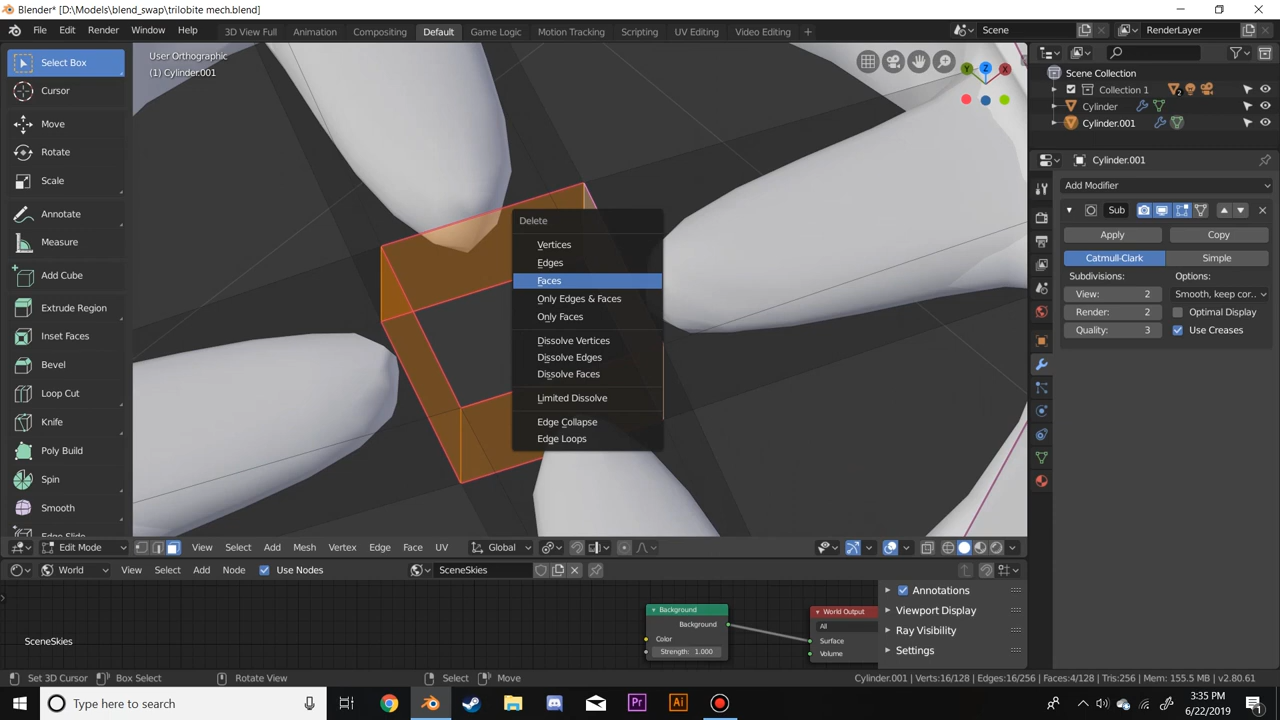 Blender* [D:\Models\blend_swap\trilobite mech.blend]
File Edit Render Window Help 3D View Full Animation Compositing Default Game Logic Motion Tracking Scripting UV Editing Video Editing + Scene RenderLayer
Select Box
Cursor
Move
Rotate
Scale
Annotate
Measure
Add Cube
Extrude Region
Inset Faces
Bevel
Loop Cut
Knife
Poly Build
Spin
Smooth
Edge Slide
User Orthographic
(1) Cylinder.001
Y Z X
Delete
Vertices
Edges
Faces
Only Edges & Faces
Only Faces
Dissolve Vertices
Dissolve Edges
Dissolve Faces
Limited Dissolve
Edge Collapse
Edge Loops
Scene Collection
Collection 1 2
Cylinder
Cylinder.001
Cylinder.001
Add Modifier
Sub
Apply Copy
Catmull-Clark Simple
Subdivisions: Options:
View: 2 Smooth, keep cor..
Render: 2 Optimal Display
Quality: 3 Use Creases
Edit Mode View Select Add Mesh Vertex Edge Face UV Global
World View Select Add Node Use Nodes SceneSkies
SceneSkies
Background
Background
Color
Strength: 1.000
World Output
All
Surface
Volume
Annotations
Viewport Display
Ray Visibility
Settings
Set 3D Cursor Box Select Rotate View Select Move Cylinder.001 | Verts:16/128 | Edges:16/256 | Faces:4/128 | Tris:256 | Mem: 155.5 MB | v2.80.61
Type here to search
Pr
Ai
3:35 PM
6/22/2019
1